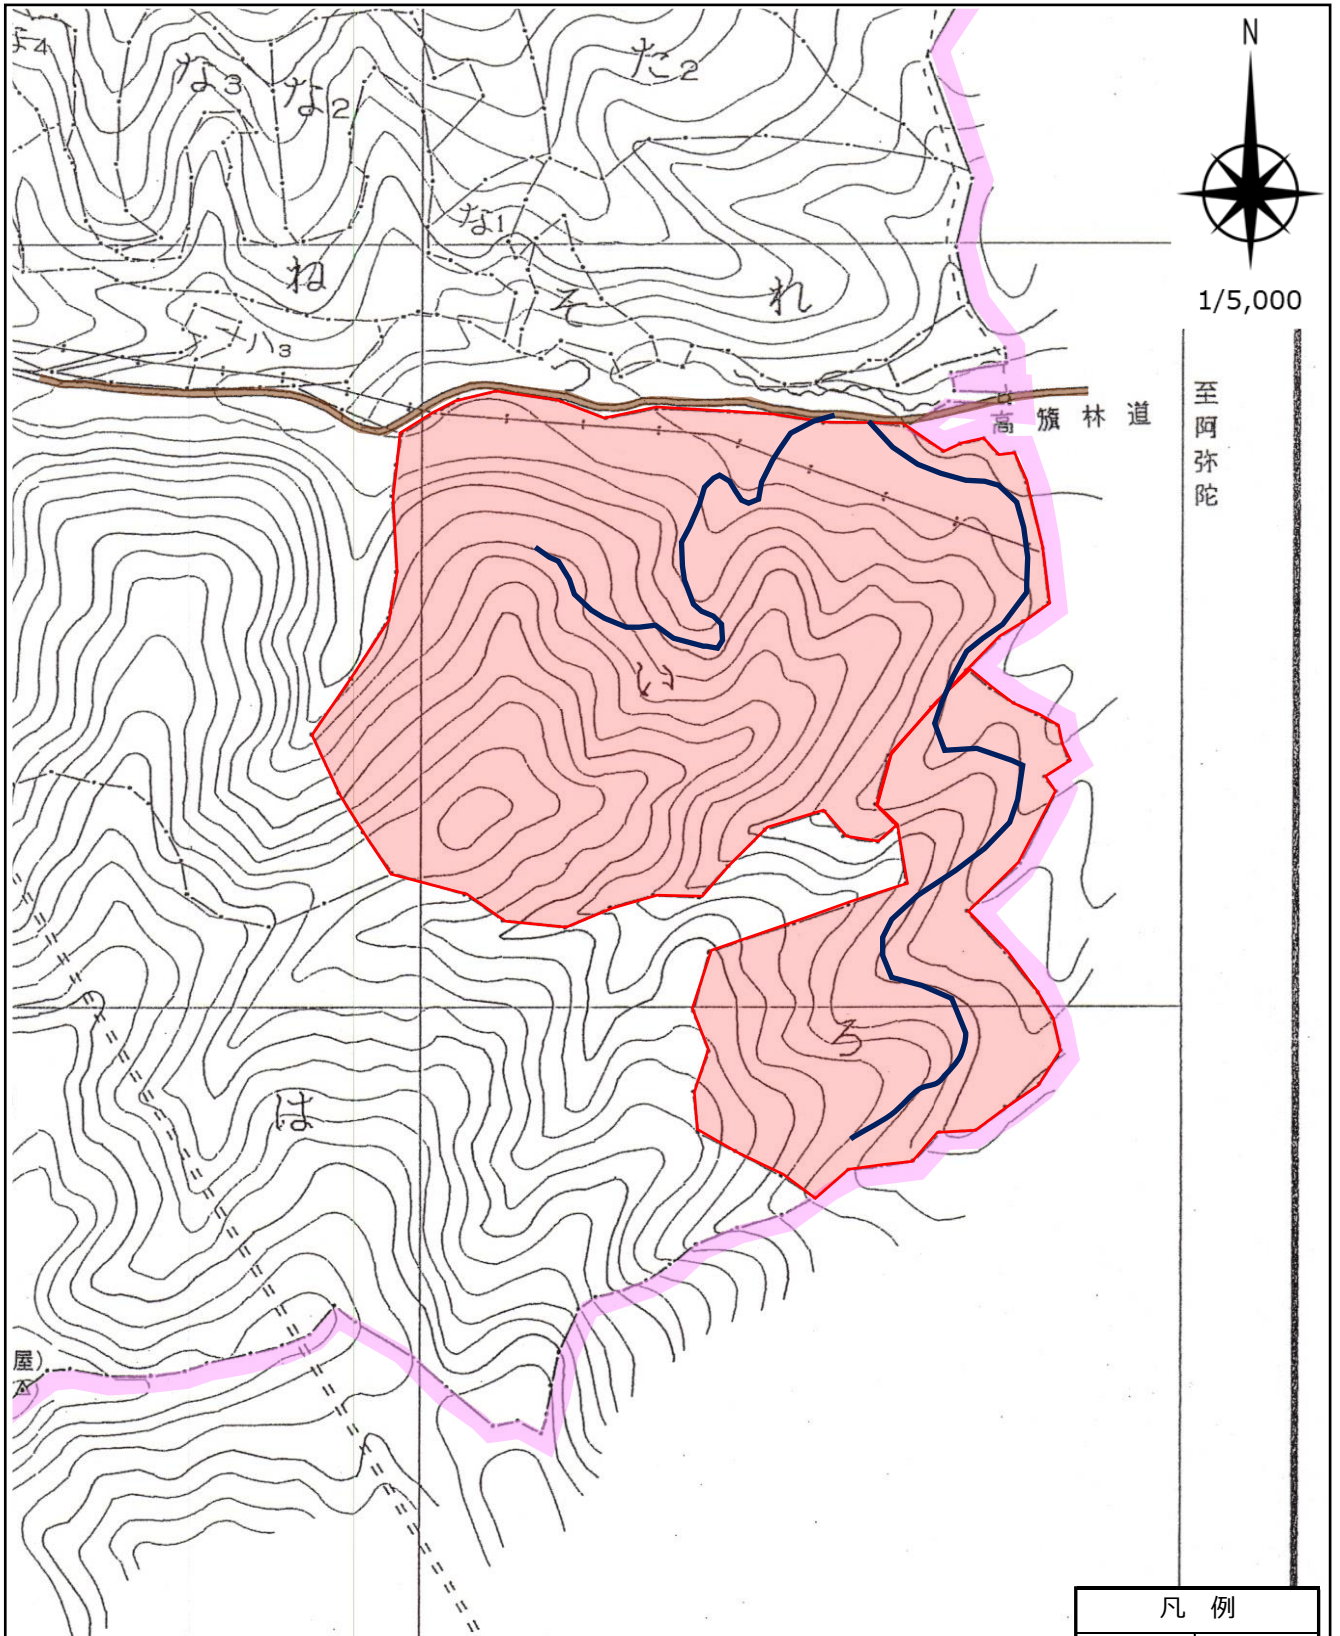 た2
な3
な2
N
な1
ね
そ
れ
1/5,000
ハ3
つ
至阿弥陀
高旗林道
い
ろ
は
屋)
凡 例